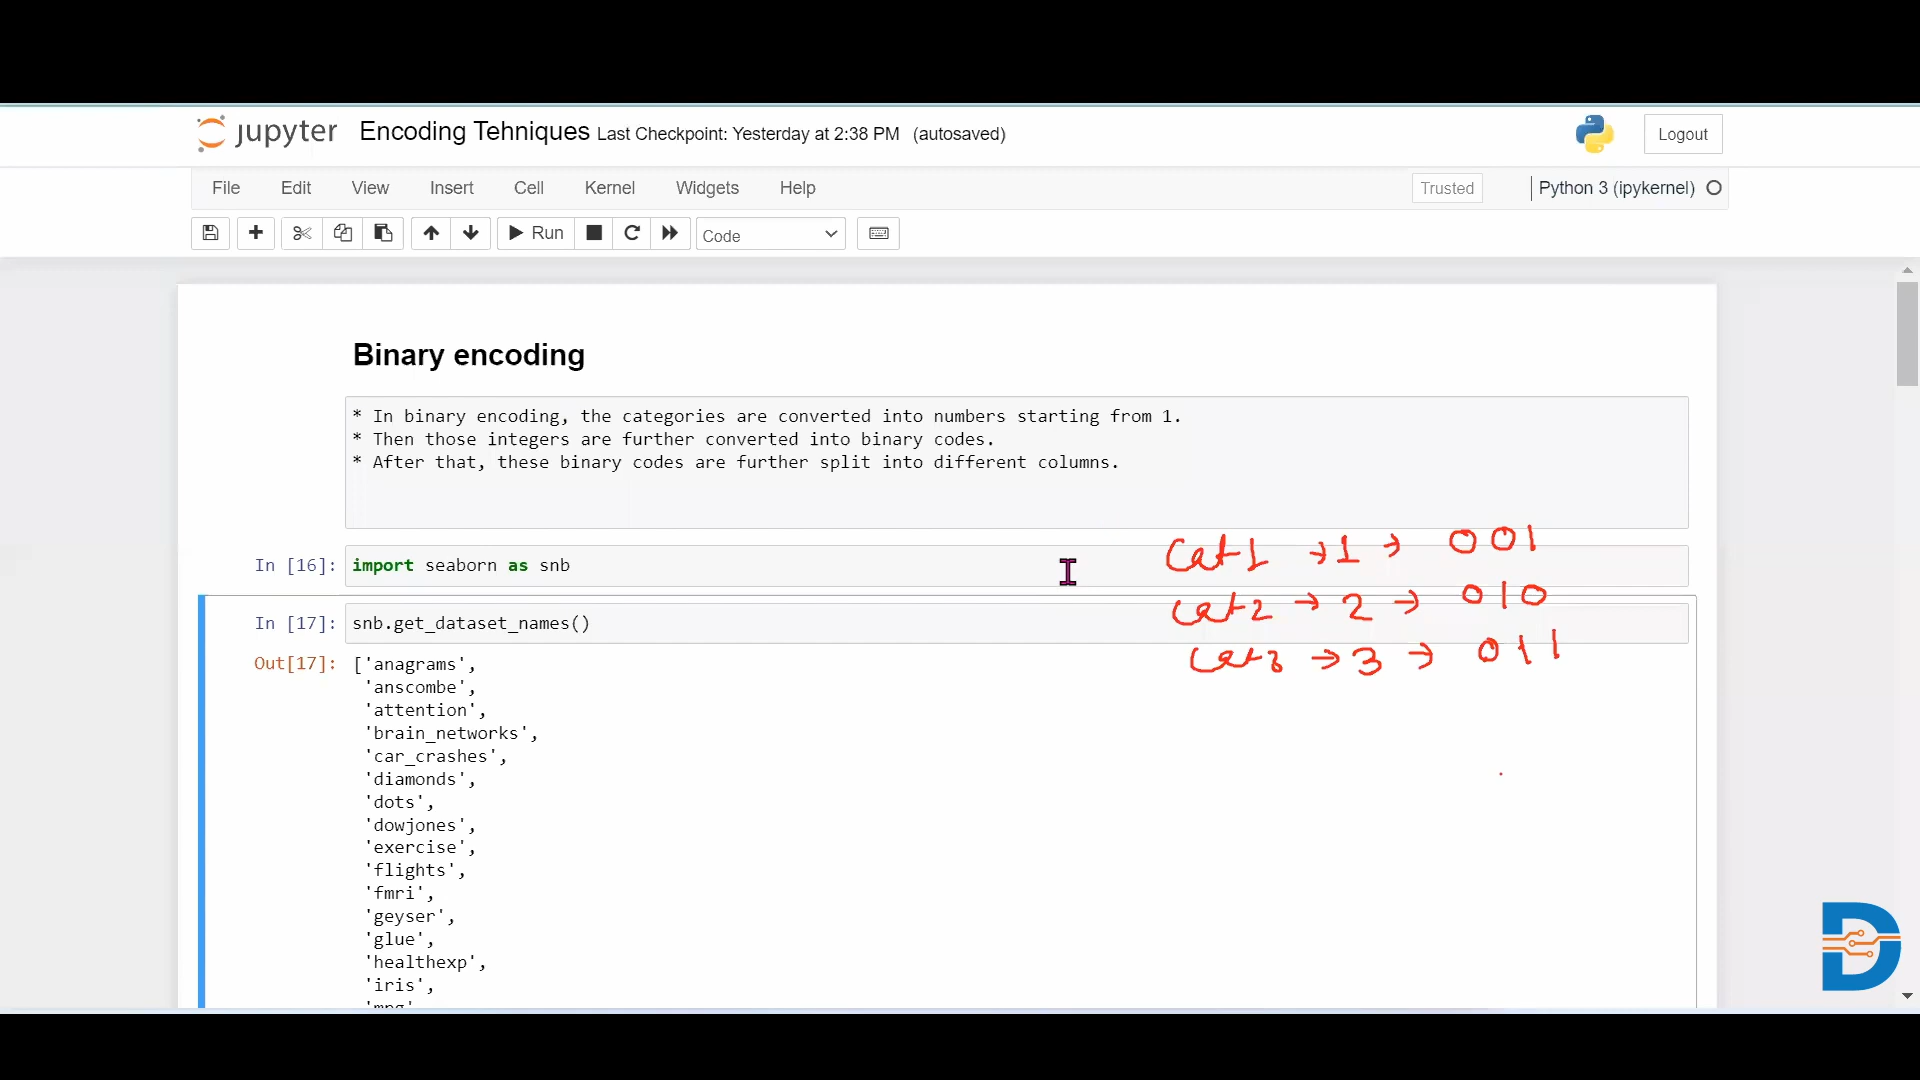 jupyter Encoding Tehniques Last Checkpoint: Yesterday at 2:38 PM (autosaved)
Logout
File Edit View Insert Cell Kernel Widgets Help
Trusted
Python 3 (ipykernel)
Run
Code
Binary encoding
* In binary encoding, the categories are converted into numbers starting from 1.
* Then those integers are further converted into binary codes.
* After that, these binary codes are further split into different columns.
In [16]: import seaborn as snb
Cat1 → 1 → 001
In [17]: snb.get_dataset_names()
Cat2 → 2 → 010
Cat3 → 3 → 011
Out[17]: ['anagrams',
'anscombe',
'attention',
'brain_networks',
'car_crashes',
'diamonds',
'dots',
'dowjones',
'exercise',
'flights',
'fmri',
'geyser',
'glue',
'healthexp',
'iris',
'mpg'
D